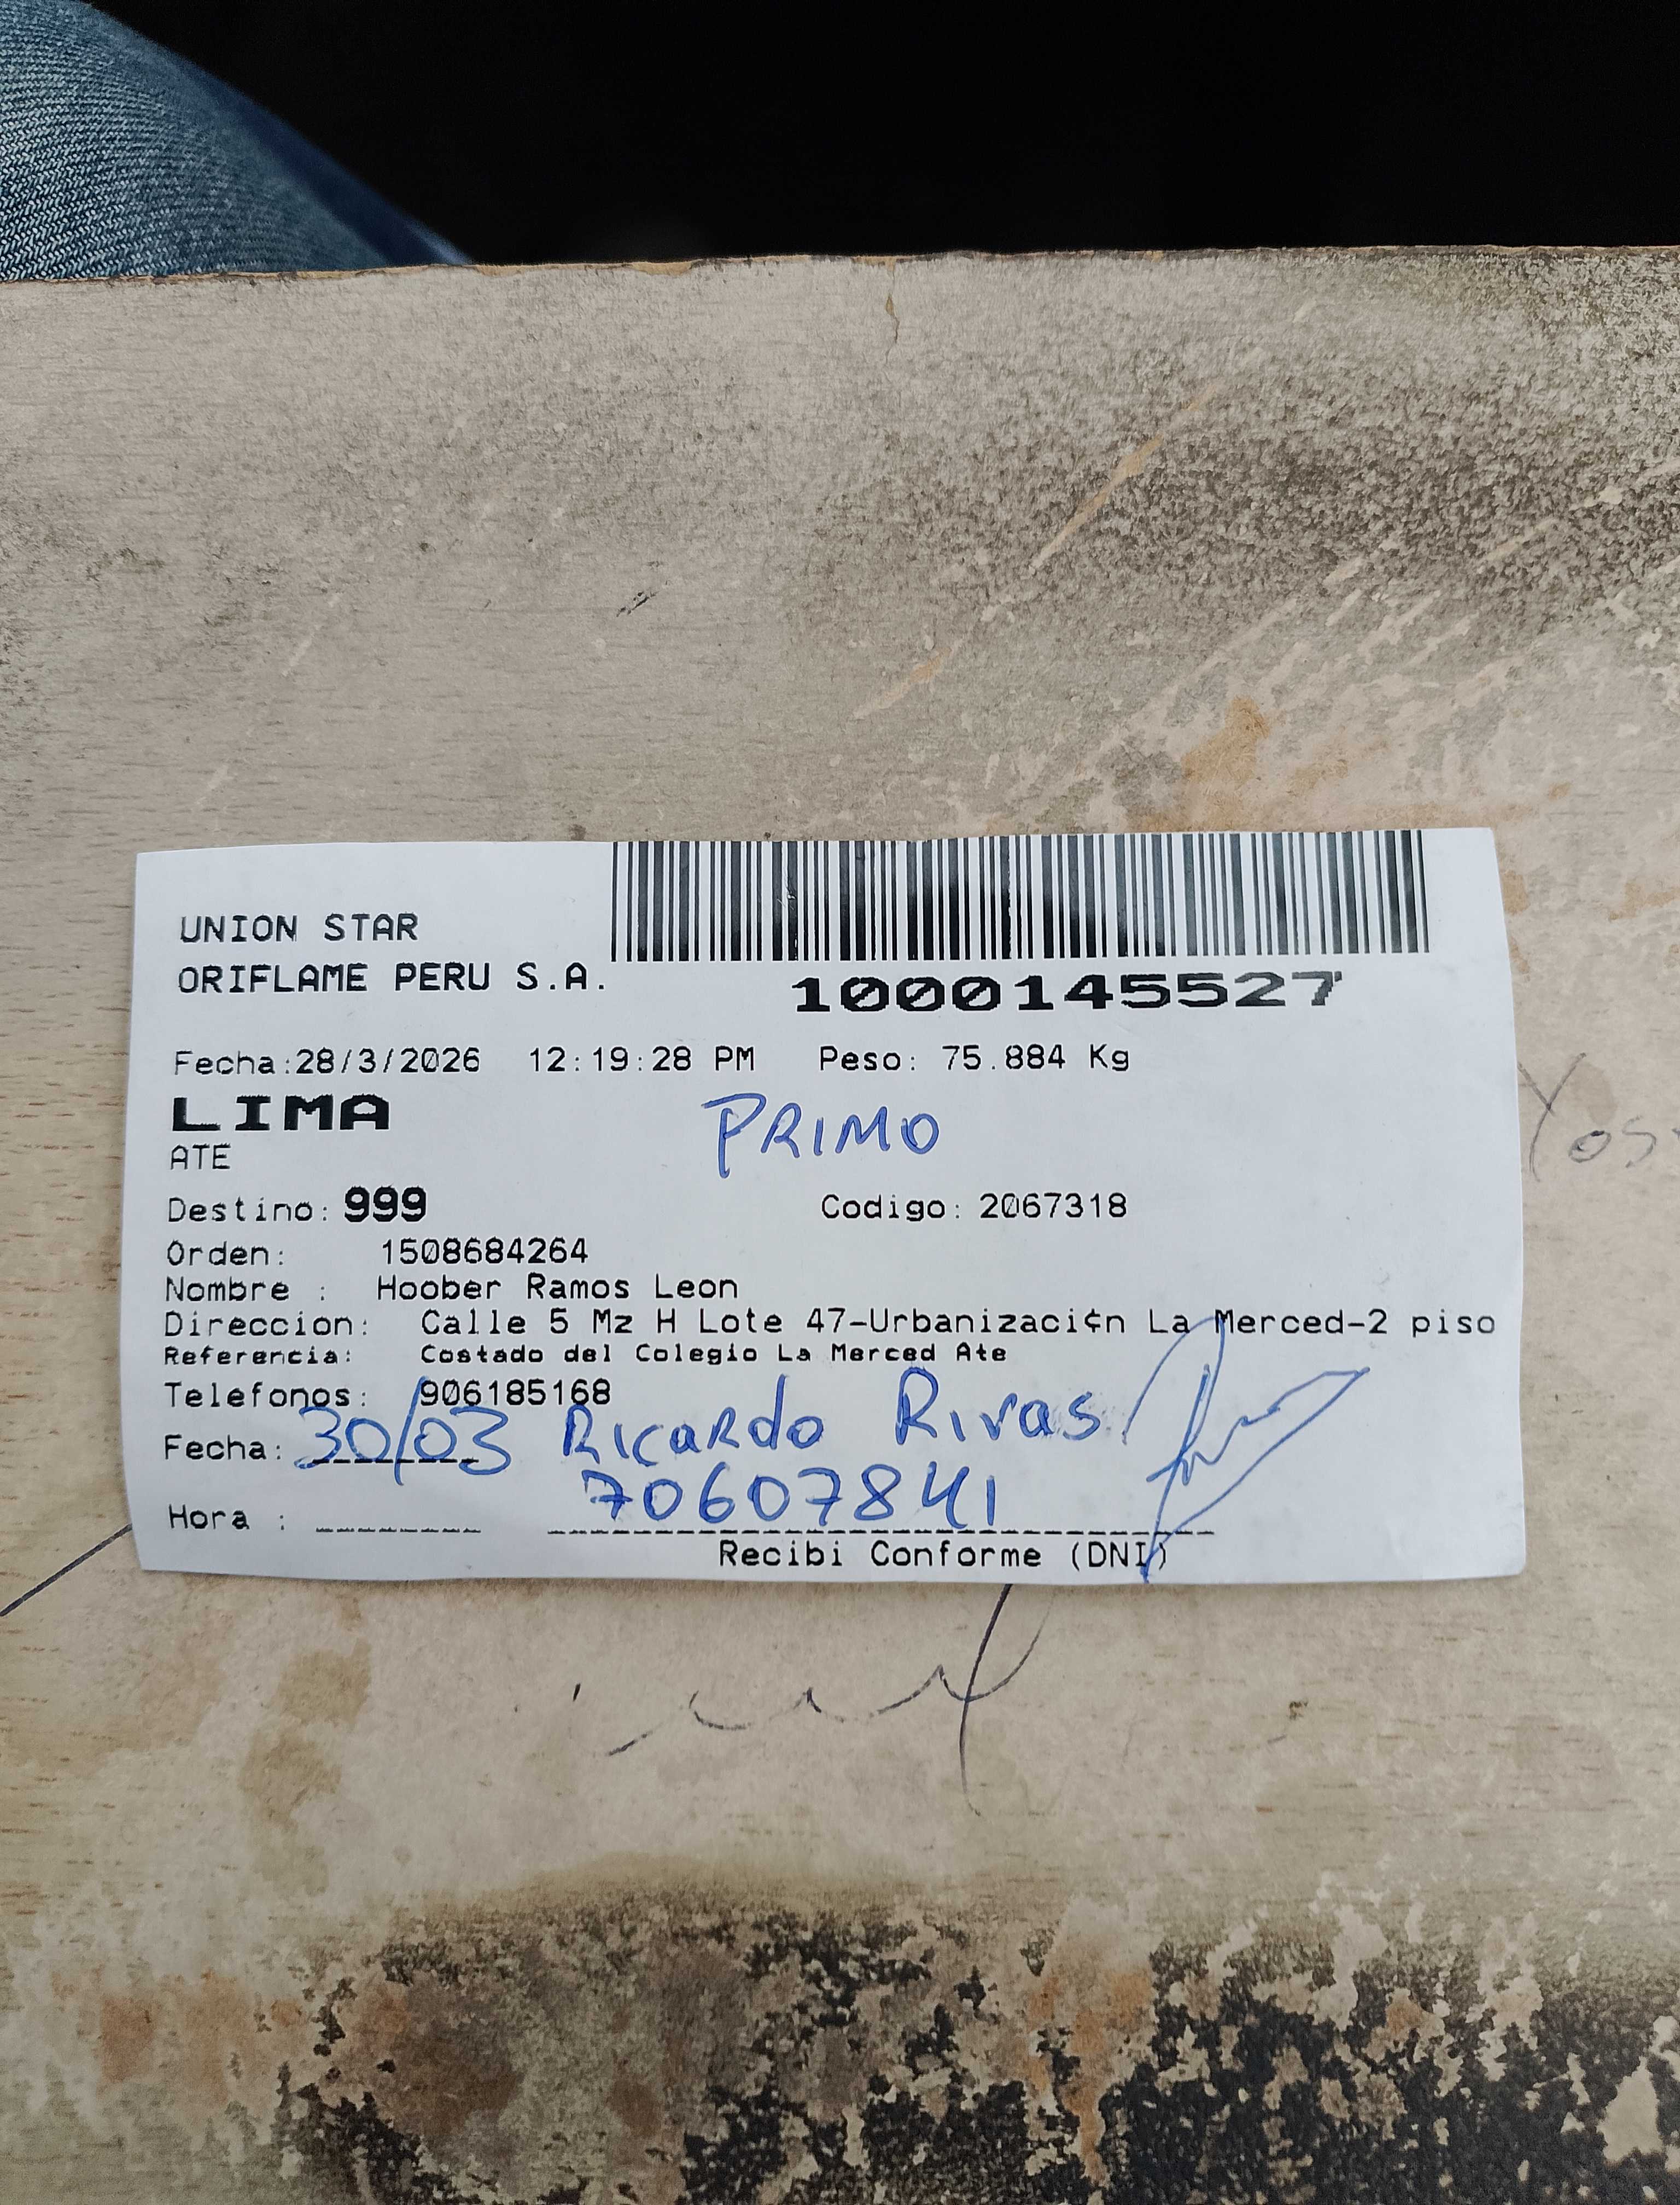 UNION STAR
ORIFLAME PERU S.A.
1000145527
Fecha:28/3/2026 12:19:28 PM Peso: 75.884 Kg
LIMA
PRIMO
ATE
Destino: 999 Codigo: 2067318
Orden: 1508684264
Nombre : Hoober Ramos Leon
Direccion: Calle 5 Mz H Lote 47-Urbanizaci¢n La Merced-2 piso
Referencia: Costado del Colegio La Merced Ate
Telefonos: 906185168
Fecha: 30/03 Ricardo Rivas
70607841
Hora :
Recibi Conforme (DNI)